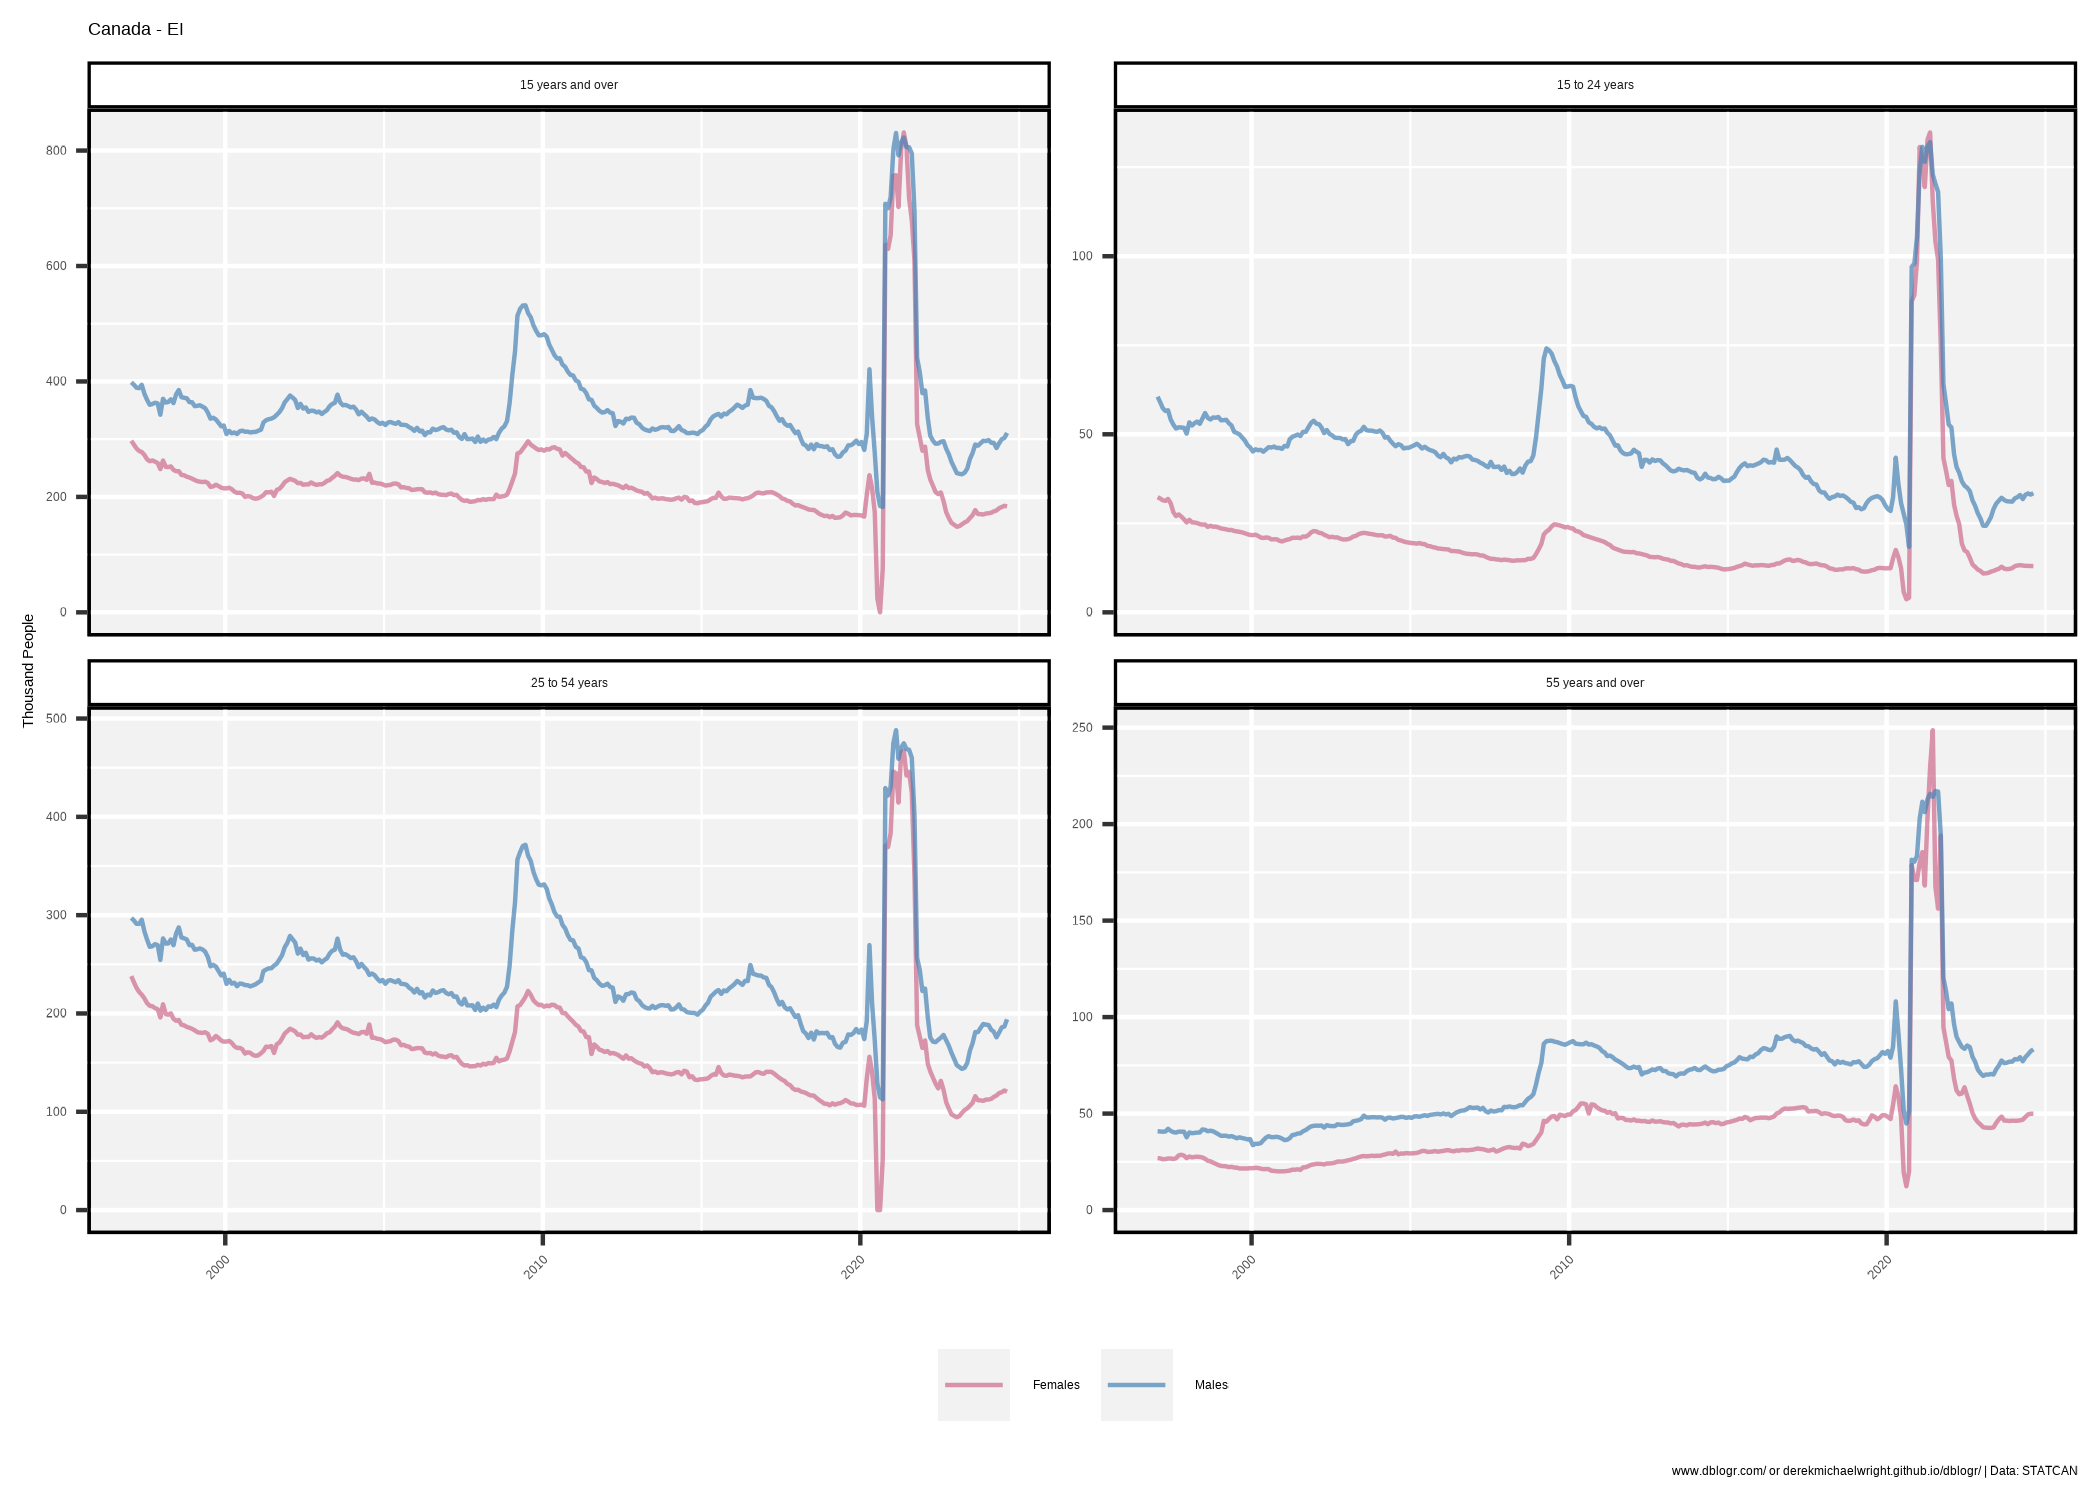 Canada - EI
15 years and over
15 to 24 years
800
600
400
200
0
100
50
0
Thousand People
25 to 54 years
55 years and over
500
400
300
200
100
0
250
200
150
100
50
0
2000
2010
2020
2000
2010
2020
Females
Males
www.dblogr.com/ or derekmichaelwright.github.io/dblogr/ | Data: STATCAN